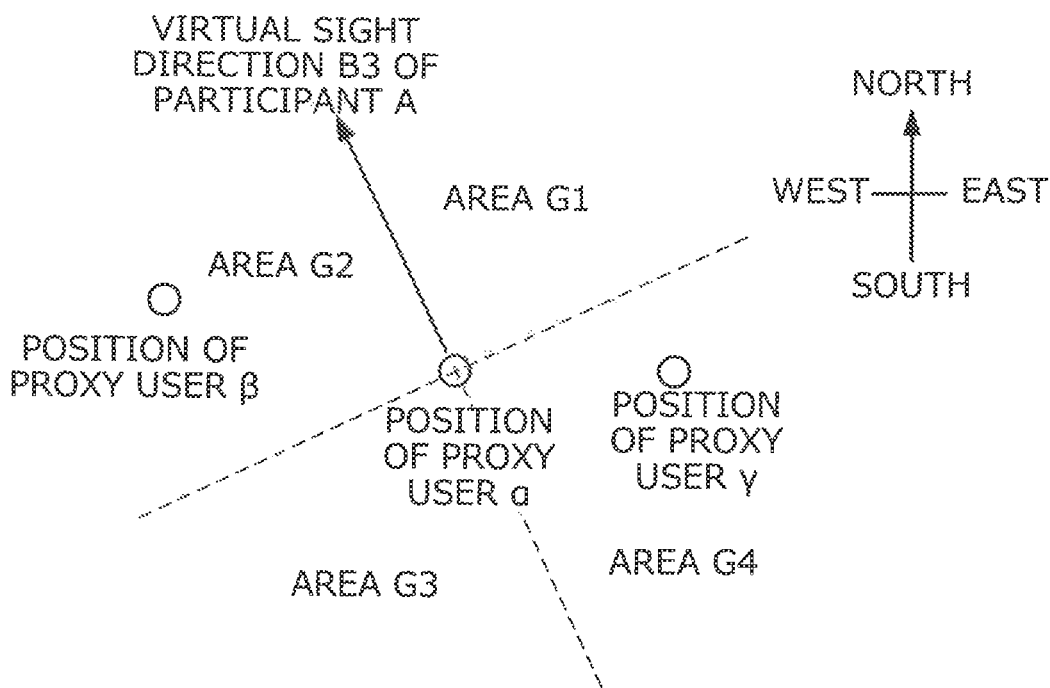 VIRTUAL SIGHT
DIRECTION B3 OF
PARTICIPANT A
NORTH
WEST
EAST
SOUTH
AREA G1
AREA G2
POSITION OF
PROXY USER β
POSITION
OF PROXY
USER α
POSITION
OF PROXY
USER γ
AREA G3
AREA G4